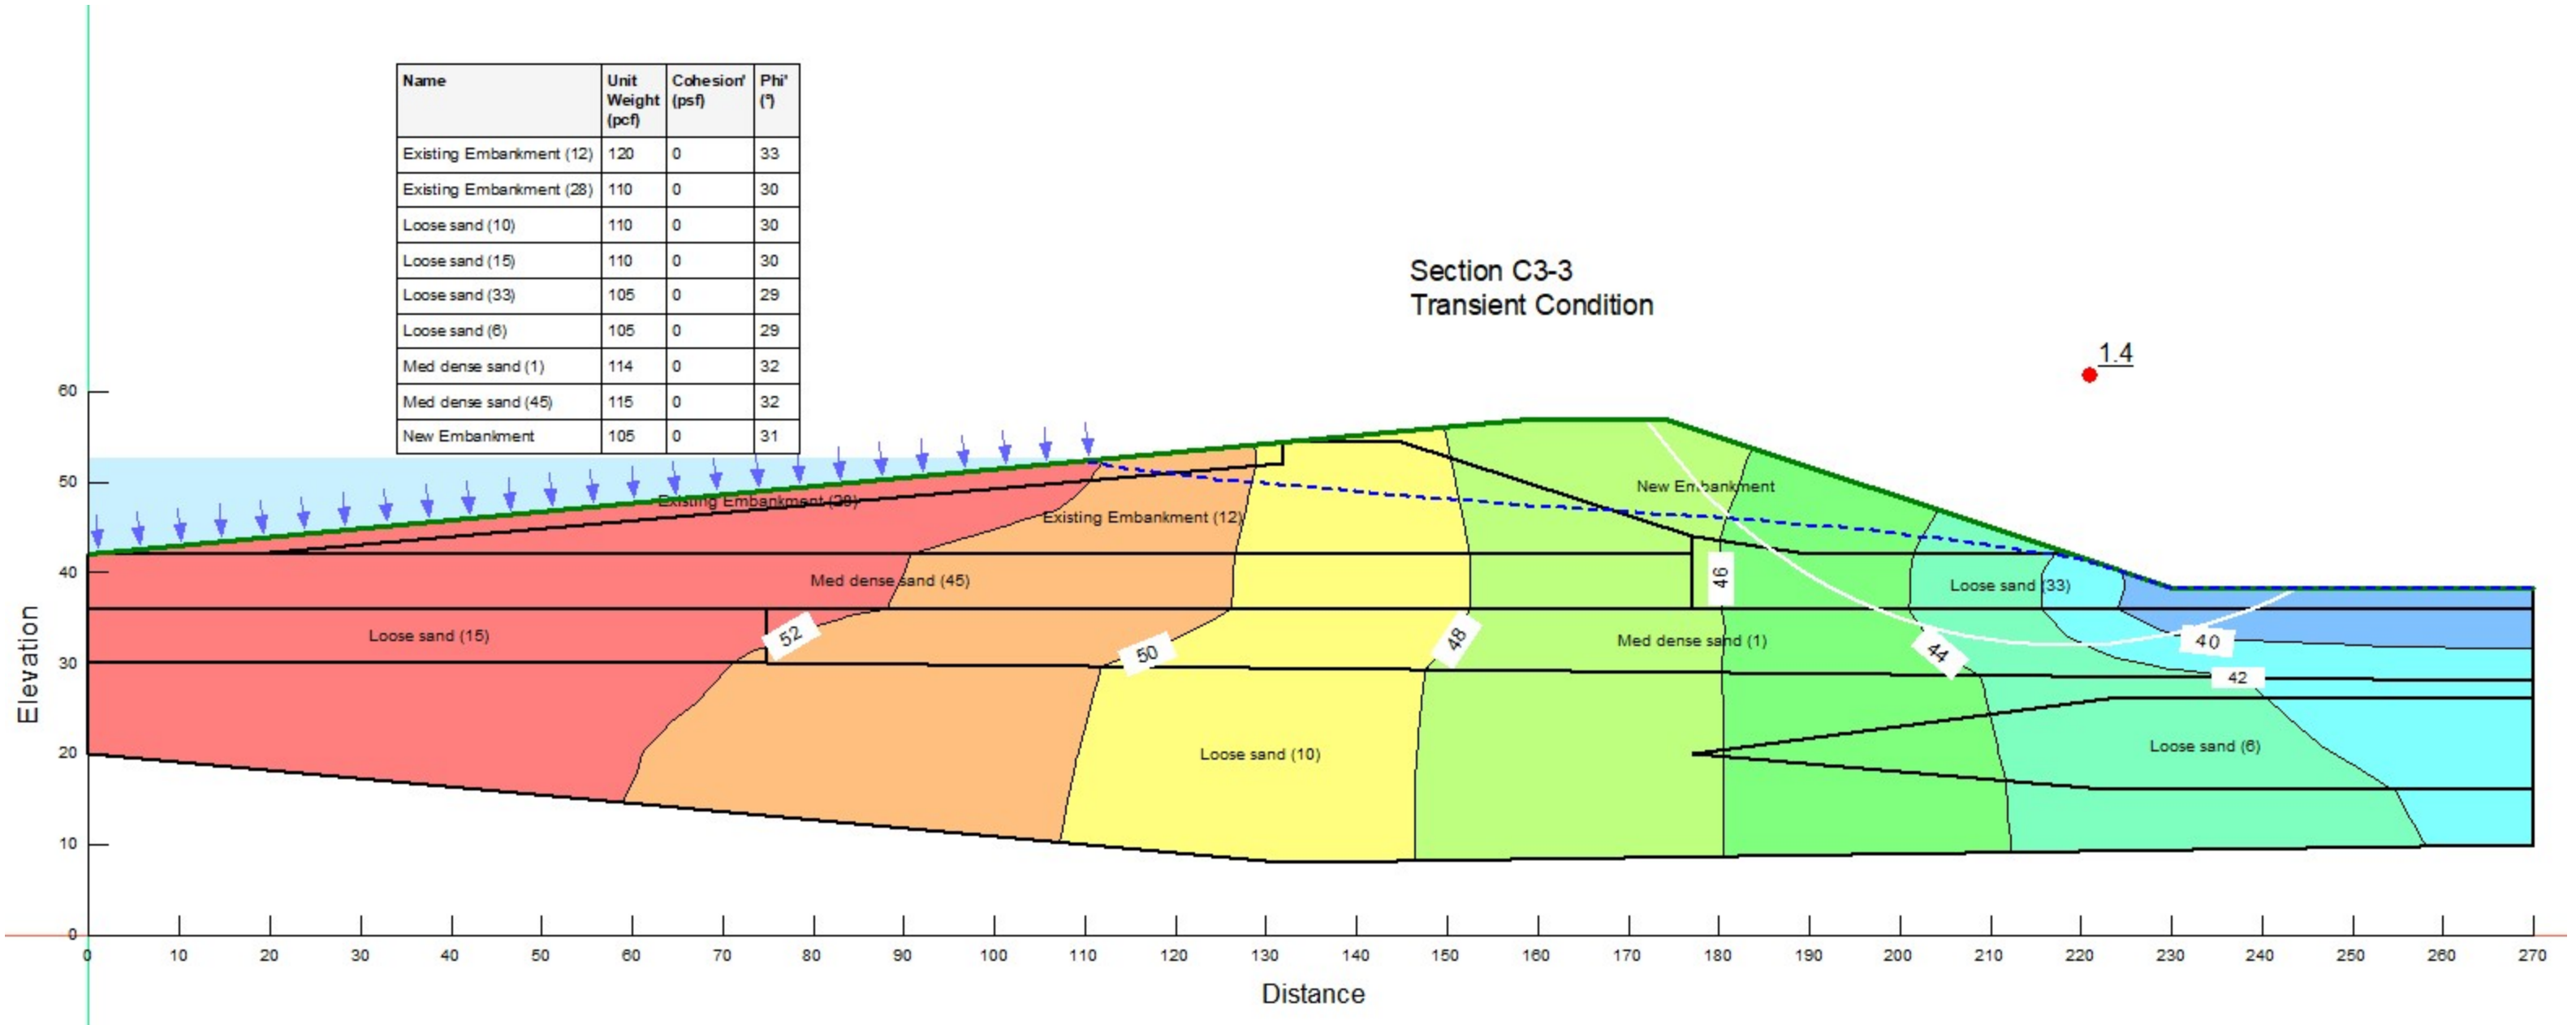 Name Unit Weight (pcf) Cohesion' (psf) Phi' (°)
Existing Embankment (12) 120 0 33
Existing Embankment (28) 110 0 30
Loose sand (10) 110 0 30
Loose sand (15) 110 0 30
Loose sand (33) 105 0 29
Loose sand (6) 105 0 29
Med dense sand (1) 114 0 32
Med dense sand (45) 115 0 32
New Embankment 105 0 31
Section C3-3
Transient Condition
1.4
60
50
40
30
20
10
0
Elevation
Existing Embankment (28)
New Embankment
Existing Embankment (12)
Med dense sand (45)
46
Loose sand (33)
Loose sand (15)
52
50
48
Med dense sand (1)
44
40
42
Loose sand (10)
Loose sand (6)
0 10 20 30 40 50 60 70 80 90 100 110 120 130 140 150 160 170 180 190 200 210 220 230 240 250 260 270
Distance